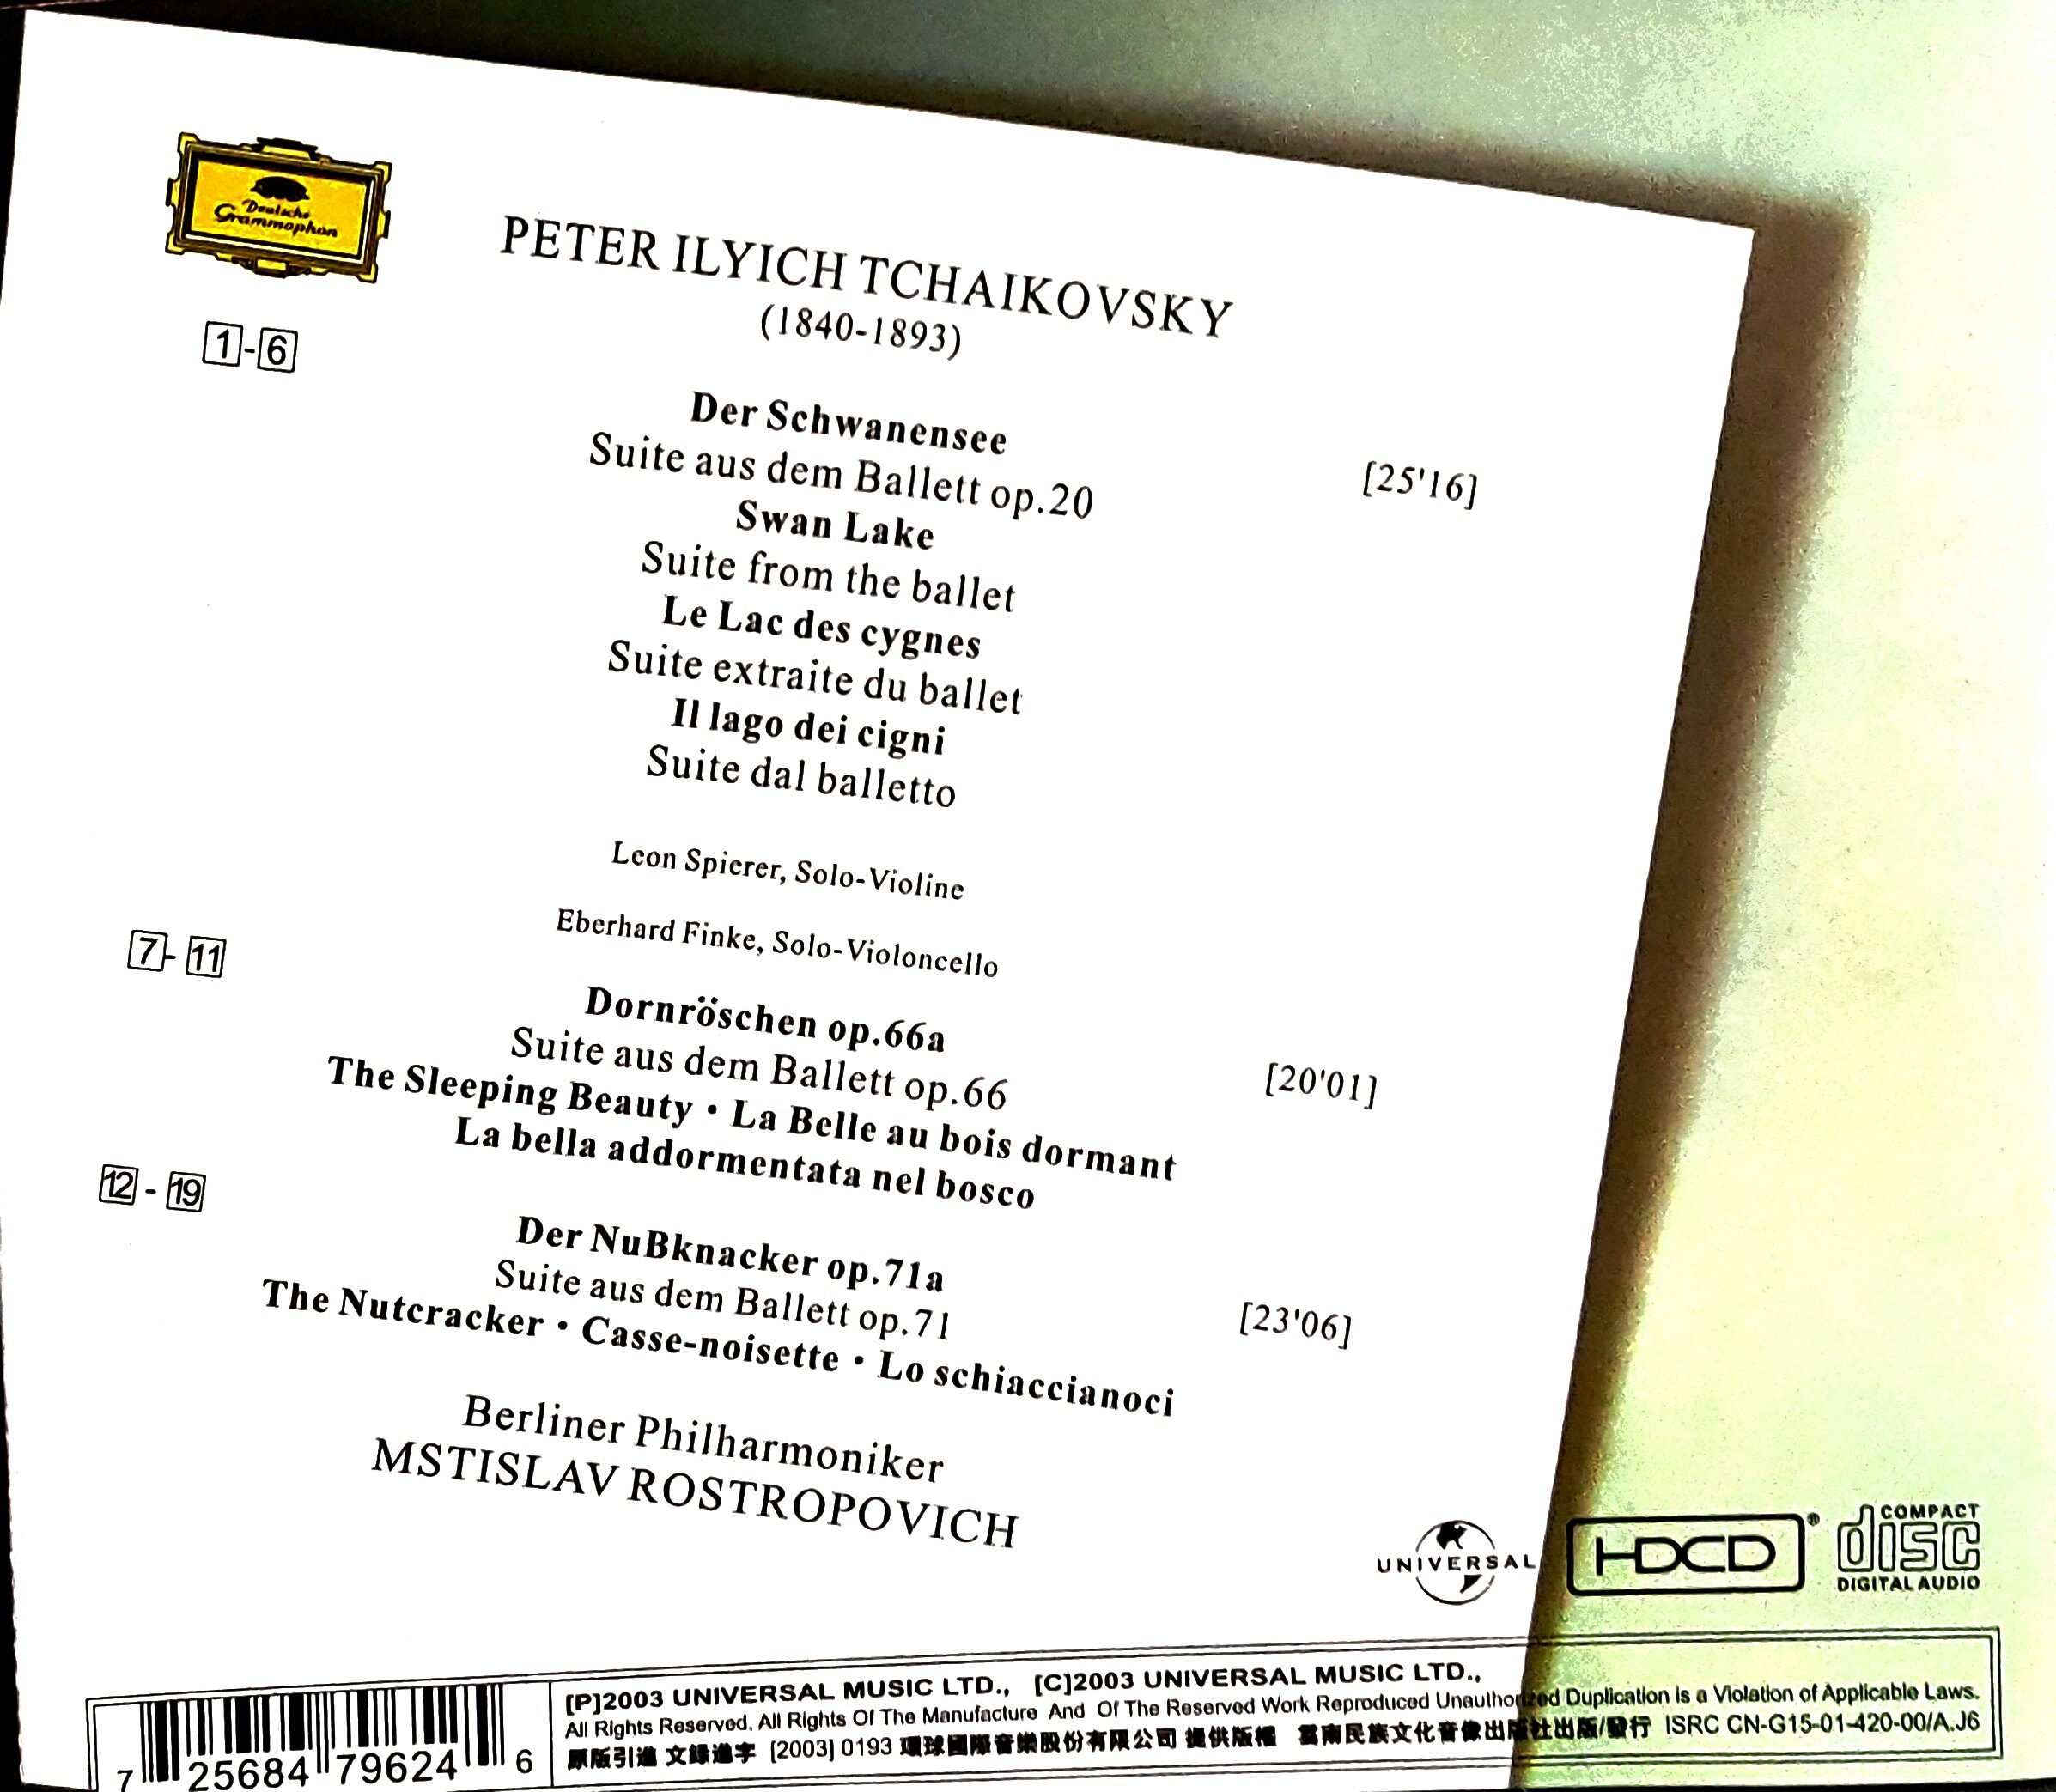 Deutsche
Grammophon
PETER ILYICH TCHAIKOVSKY
(1840-1893)
1-6
Der Schwanensee
Suite aus dem Ballett op.20 [25'16]
Swan Lake
Suite from the ballet
Le Lac des cygnes
Suite extraite du ballet
Il lago dei cigni
Suite dal balletto
Leon Spierer, Solo-Violine
Eberhard Finke, Solo-Violoncello
7-11
Dornröschen op.66a
Suite aus dem Ballett op.66 [20'01]
The Sleeping Beauty · La Belle au bois dormant
La bella addormentata nel bosco
12-19
Der NuBknacker op.71a
Suite aus dem Ballett op.71 [23'06]
The Nutcracker · Casse-noisette · Lo schiaccianoci
Berliner Philharmoniker
MSTISLAV ROSTROPOVICH
UNIVERSAL
HDCD®
COMPACT
disc
DIGITAL AUDIO
[P]2003 UNIVERSAL MUSIC LTD., [C]2003 UNIVERSAL MUSIC LTD.,
All Rights Reserved. All Rights Of The Manufacture And Of The Reserved Work Reproduced Unauthorized Duplication Is a Violation of Applicable Laws.
原版引進 文錄進字 [2003] 0193 環球國際音樂股份有限公司 提供版權 雲南民族文化音像出版社出版/發行 ISRC CN-G15-01-420-00/A.J6
7 25684 79624 6